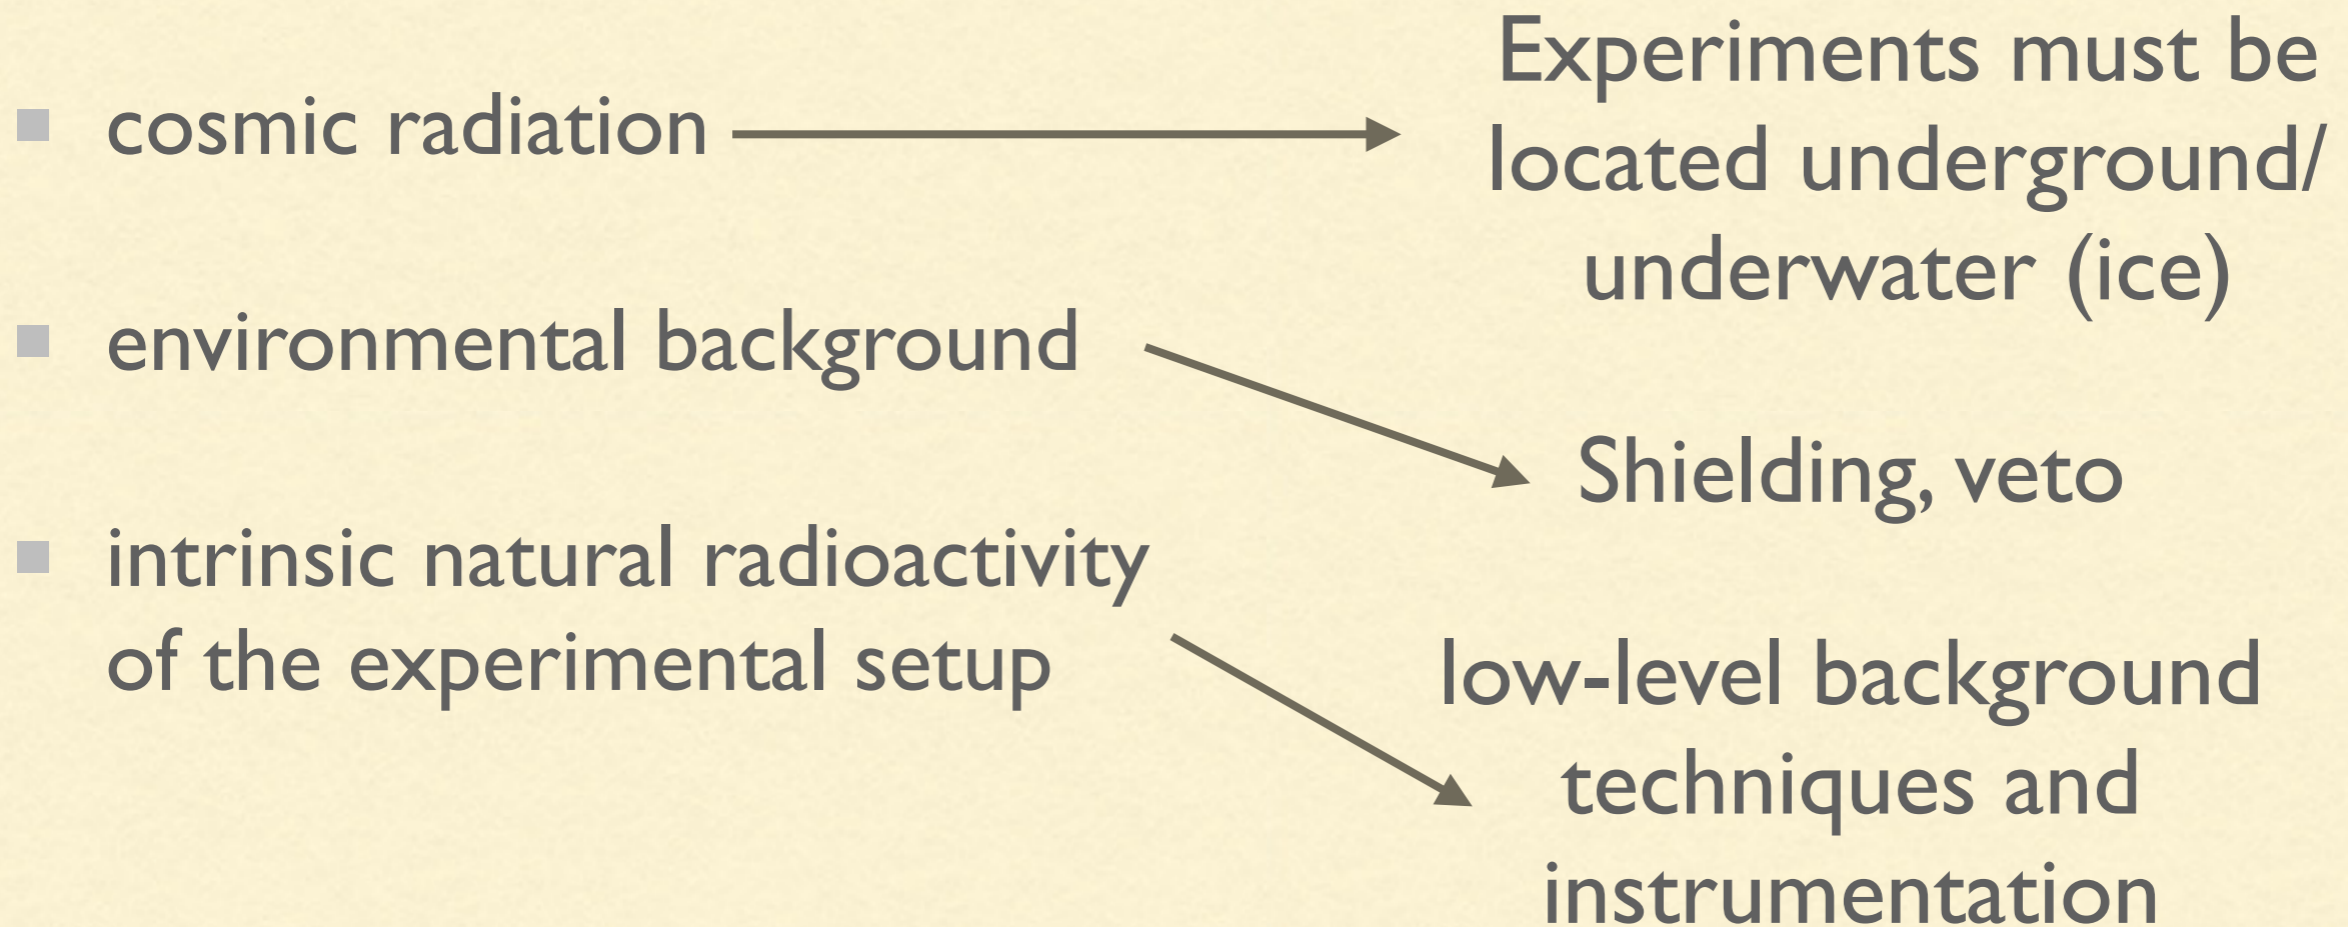 cosmic radiation
Experiments must be
located underground/
underwater (ice)
environmental background
Shielding, veto
intrinsic natural radioactivity
of the experimental setup
low-level background
techniques and
instrumentation